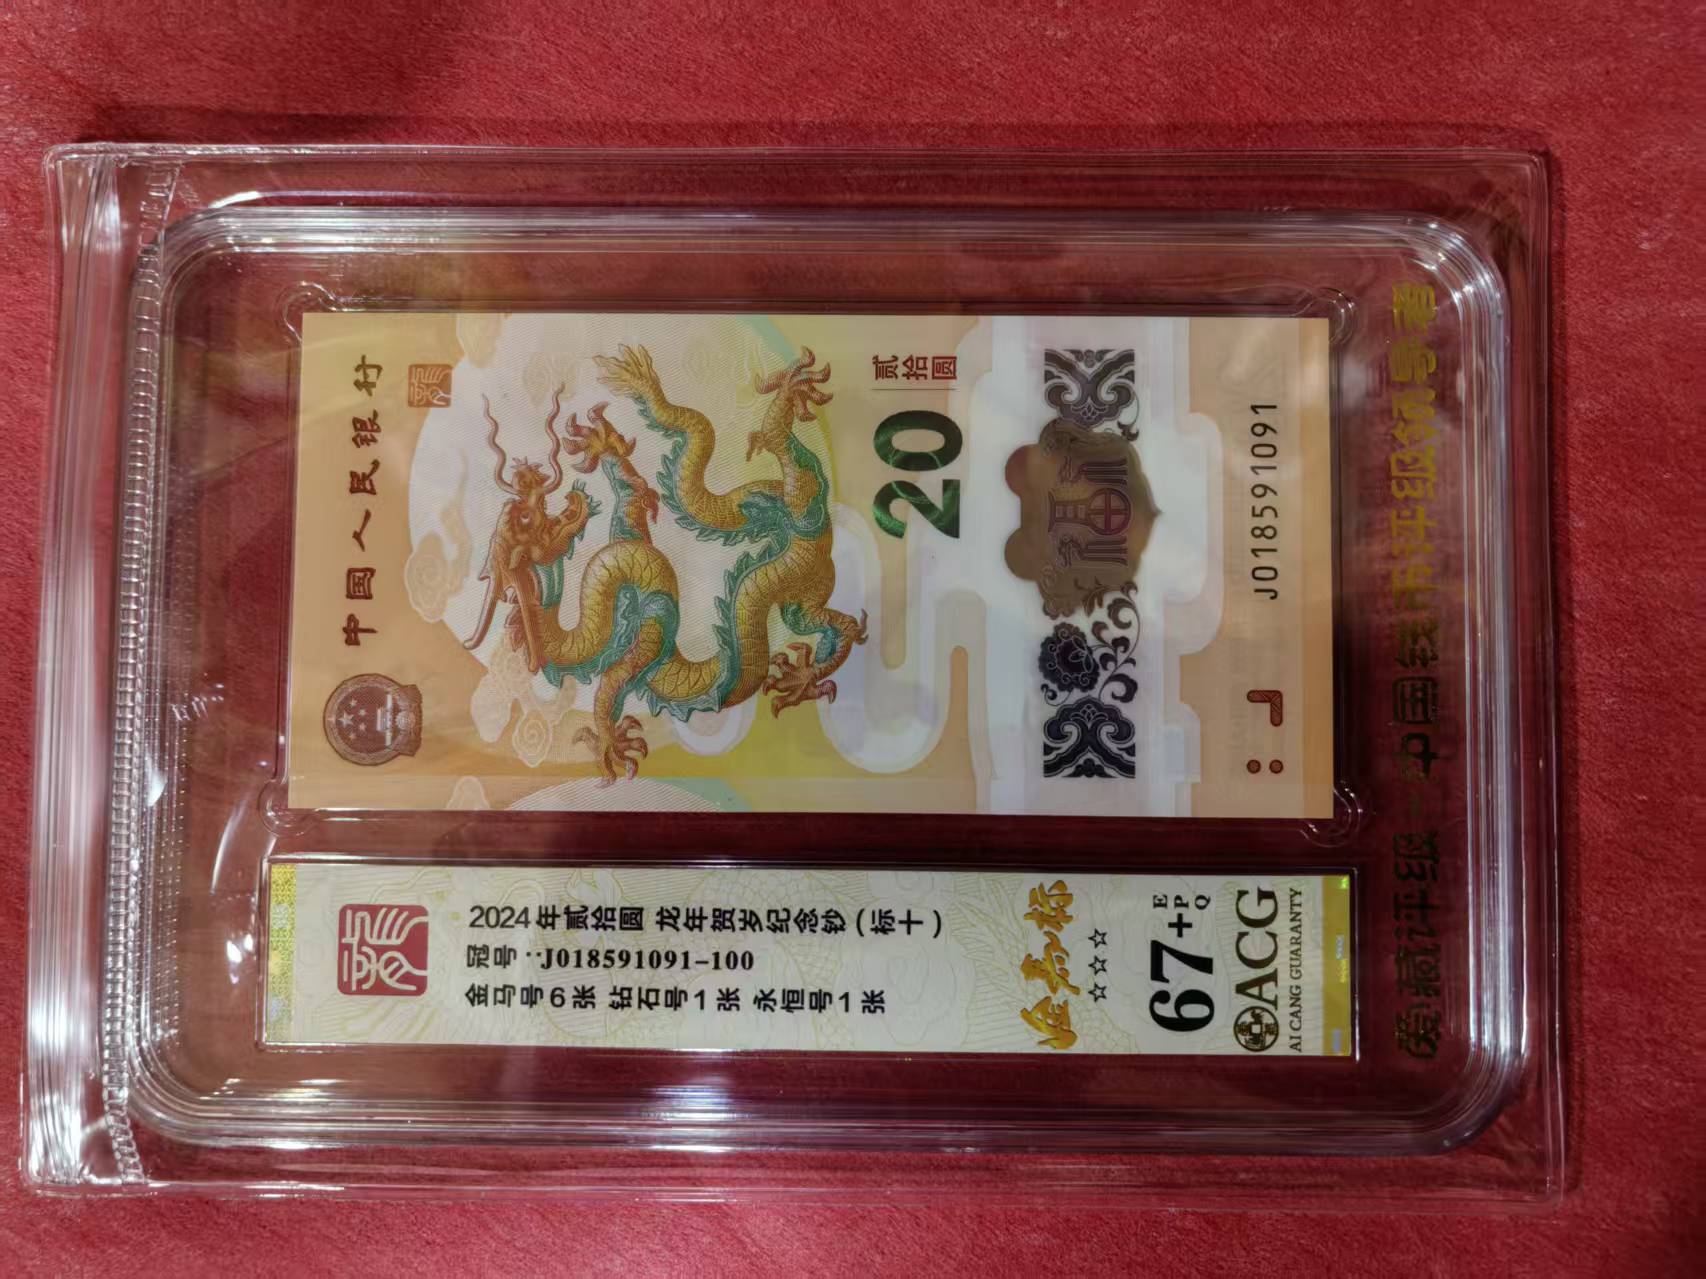 中国人民银行
龍
20
贰拾圆
福
J018591091
龍
2024年贰拾圆 龙年贺岁纪念钞（标十）
冠号··J018591091-100
金马号6张 钻石号1张 永恒号1张
☆☆☆
67+
EPQ
ACG
AI CANG GUARANTY
爱藏评级-中国钱币评级领导者